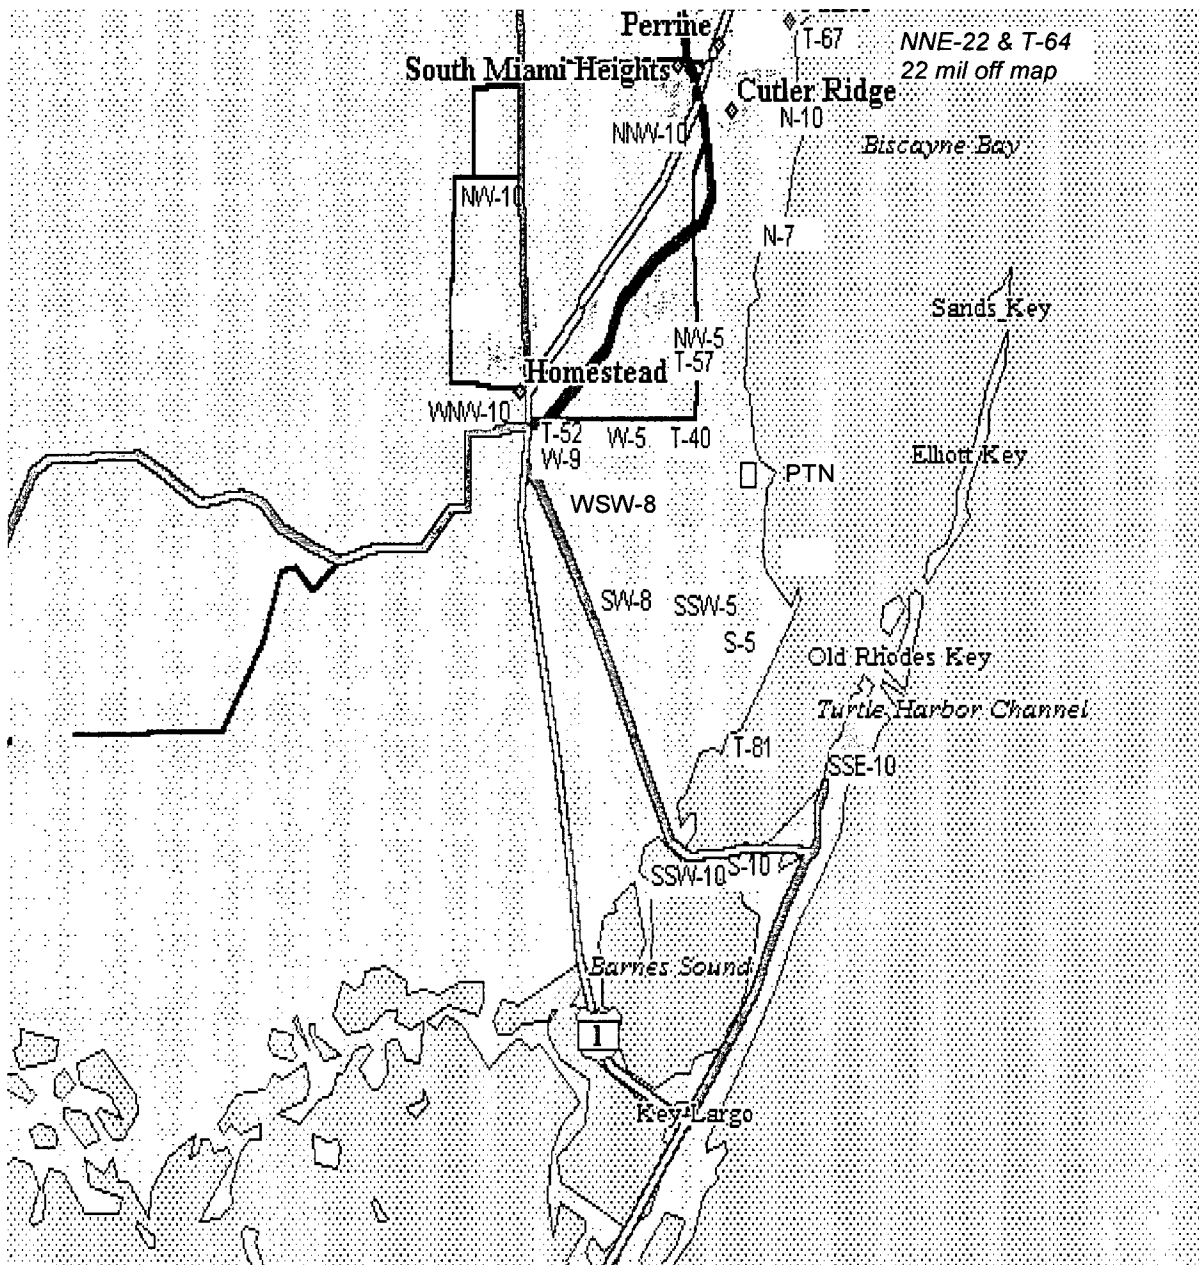 Perrine
T-67
NNE-22 & T-64
22 mil off map
South Miami Heights
Cutler Ridge
N-10
NNW-10
Biscayne Bay
NW-10
N-7
Sands Key
NW-5
T-57
Homestead
WNW-10
T-52
W-5
T-40
W-9
Elliott Key
PTN
WSW-8
SW-8
SSW-5
S-5
Old Rhodes Key
Turtle Harbor Channel
T-81
SSE-10
S-10
SSW-10
Barnes Sound
1
Key Largo